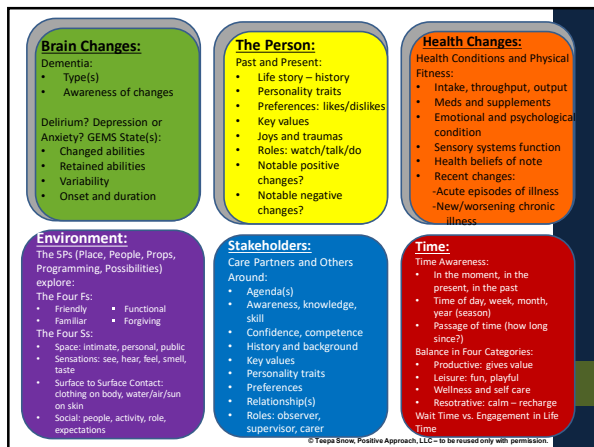 Brain Changes:
Dementia:
• Type(s)
• Awareness of changes
Delirium? Depression or
Anxiety? GEMS State(s):
• Changed abilities
• Retained abilities
• Variability
• Onset and duration
The Person:
Past and Present:
• Life story – history
• Personality traits
• Preferences: likes/dislikes
• Key values
• Joys and traumas
• Roles: watch/talk/do
• Notable positive
changes?
• Notable negative
changes?
Health Changes:
Health Conditions and Physical
Fitness:
• Intake, throughput, output
• Meds and supplements
• Emotional and psychological
condition
• Sensory systems function
• Health beliefs of note
• Recent changes:
-Acute episodes of illness
-New/worsening chronic
illness
Environment:
The 5Ps (Place, People, Props,
Programming, Possibilities)
explore:
The Four Fs:
• Friendly ▪ Functional
• Familiar ▪ Forgiving
The Four Ss:
• Space: intimate, personal, public
• Sensations: see, hear, feel, smell,
taste
• Surface to Surface Contact:
clothing on body, water/air/sun
on skin
• Social: people, activity, role,
expectations
Stakeholders:
Care Partners and Others
Around:
• Agenda(s)
• Awareness, knowledge,
skill
• Confidence, competence
• History and background
• Key values
• Personality traits
• Preferences
• Relationship(s)
• Roles: observer,
supervisor, carer
Time:
Time Awareness:
• In the moment, in the
present, in the past
• Time of day, week, month,
year (season)
• Passage of time (how long
since?)
Balance in Four Categories:
• Productive: gives value
• Leisure: fun, playful
• Wellness and self care
• Resotrative: calm – recharge
Wait Time vs. Engagement in Life
Time
© Teepa Snow, Positive Approach, LLC – to be reused only with permission.